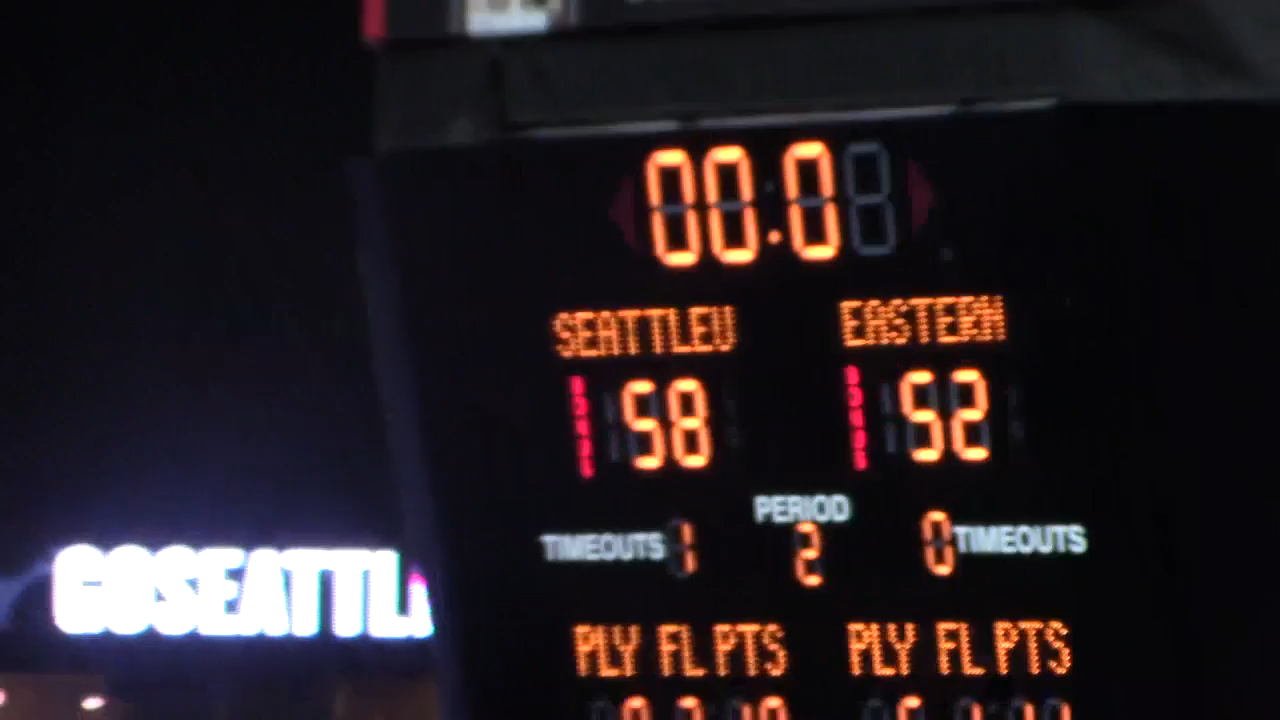 00.0
SEATTLEU EASTERN
58 52
PERIOD
TIMEOUTS 1 2 0 TIMEOUTS
GOSEATTL
PLY FL PTS PLY FL PTS